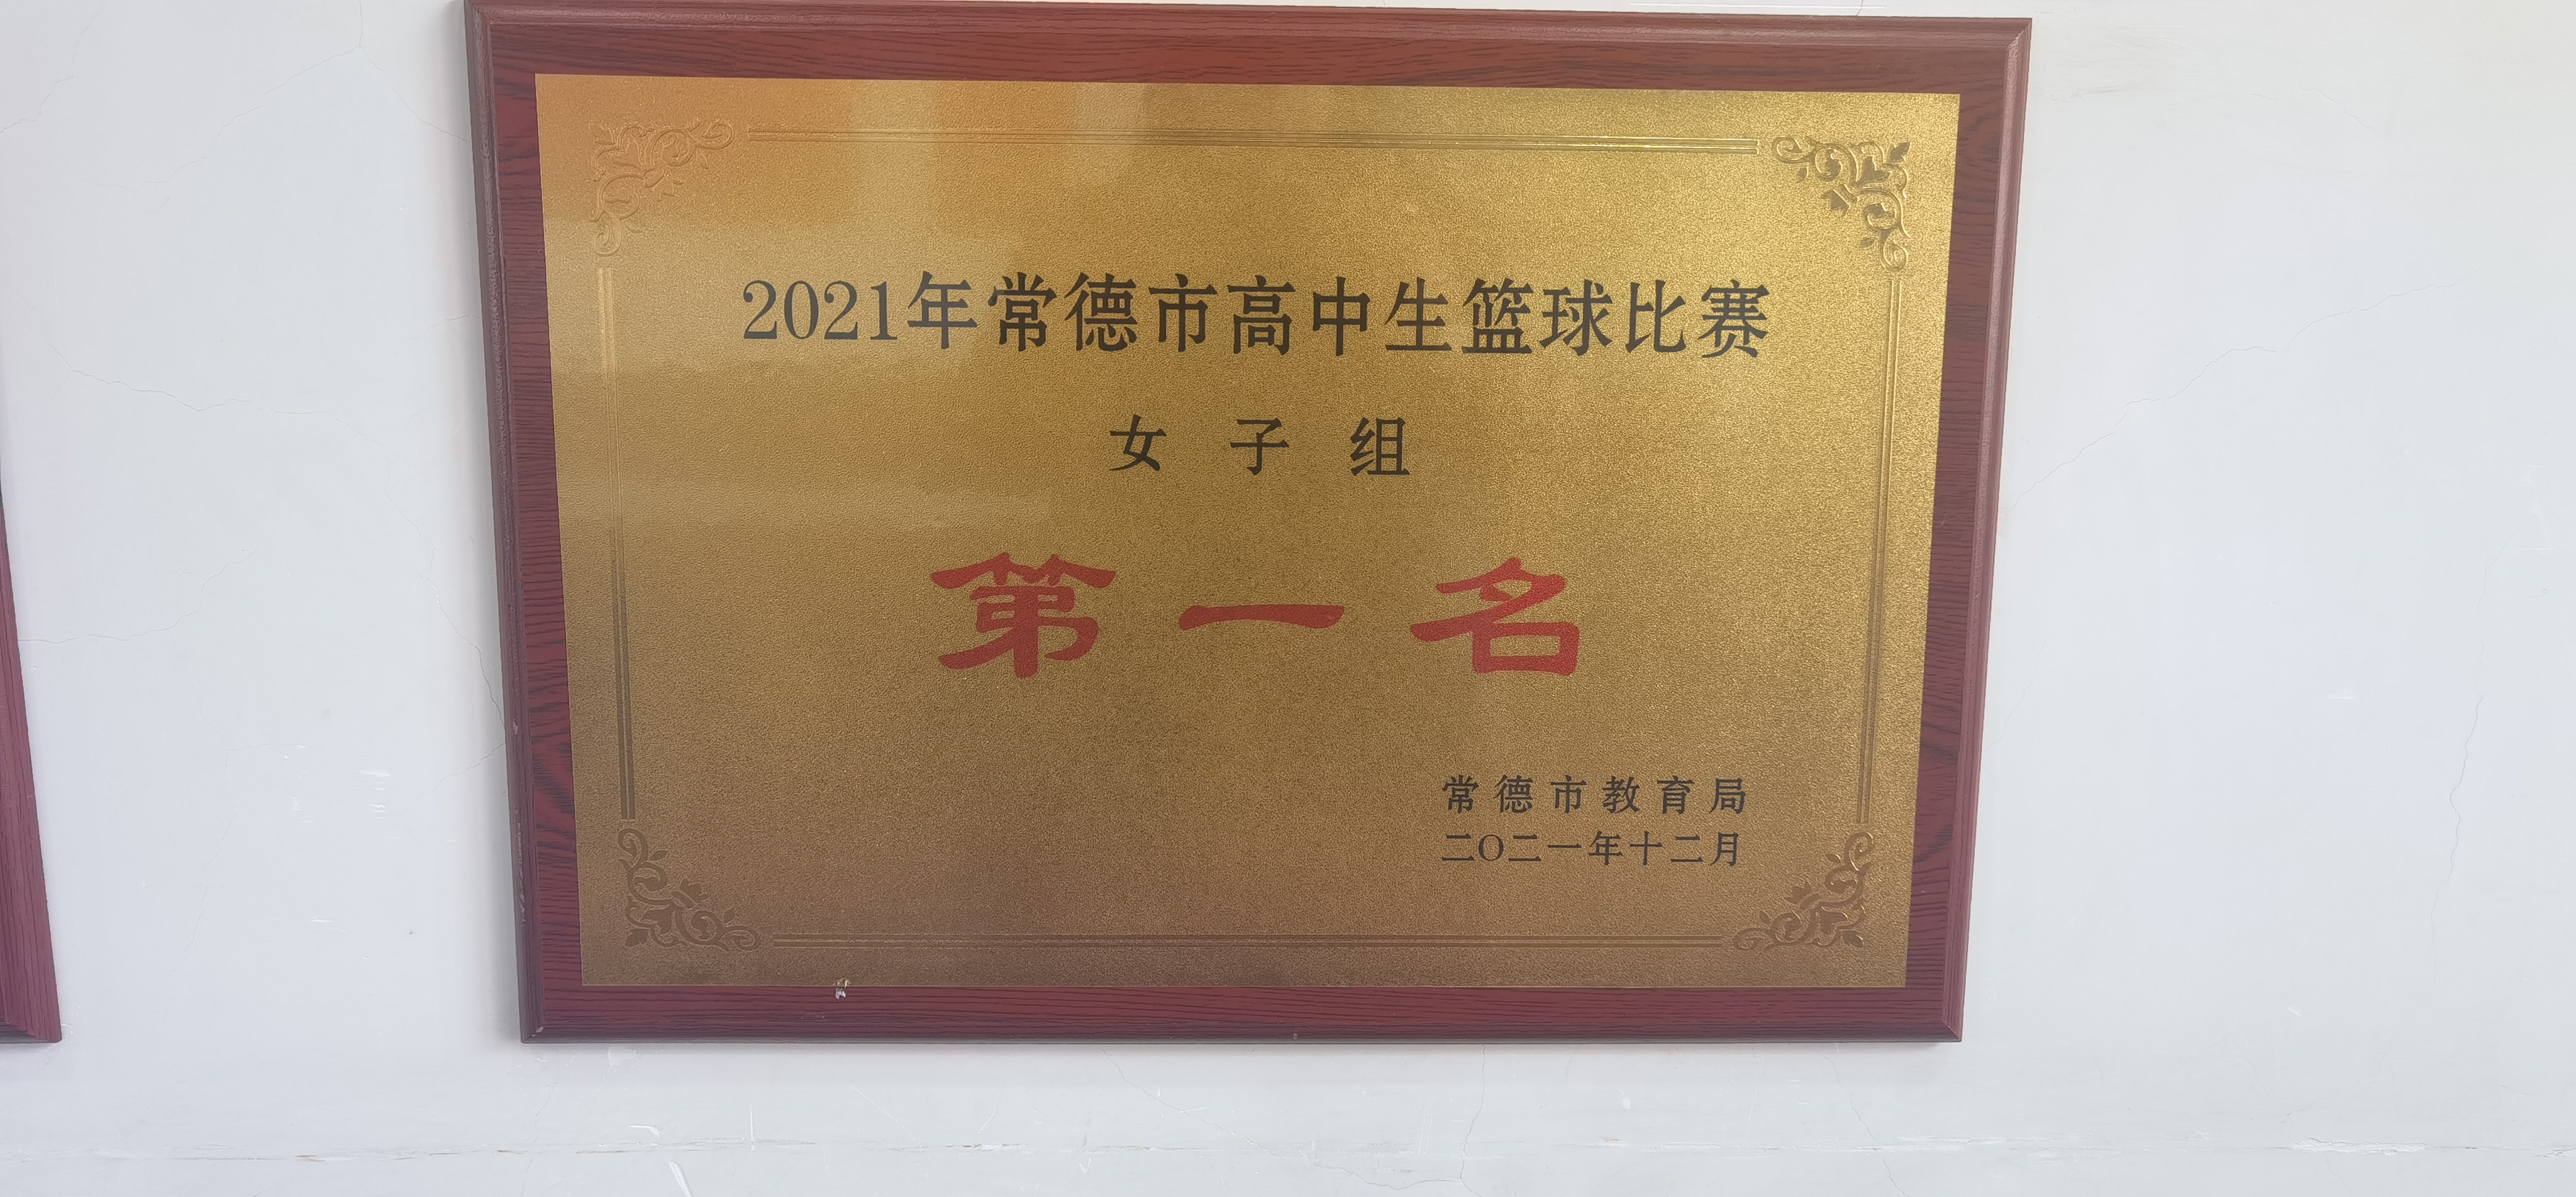 2021年常德市高中生篮球比赛
女子组
第一名
常德市教育局
二〇二一年十二月